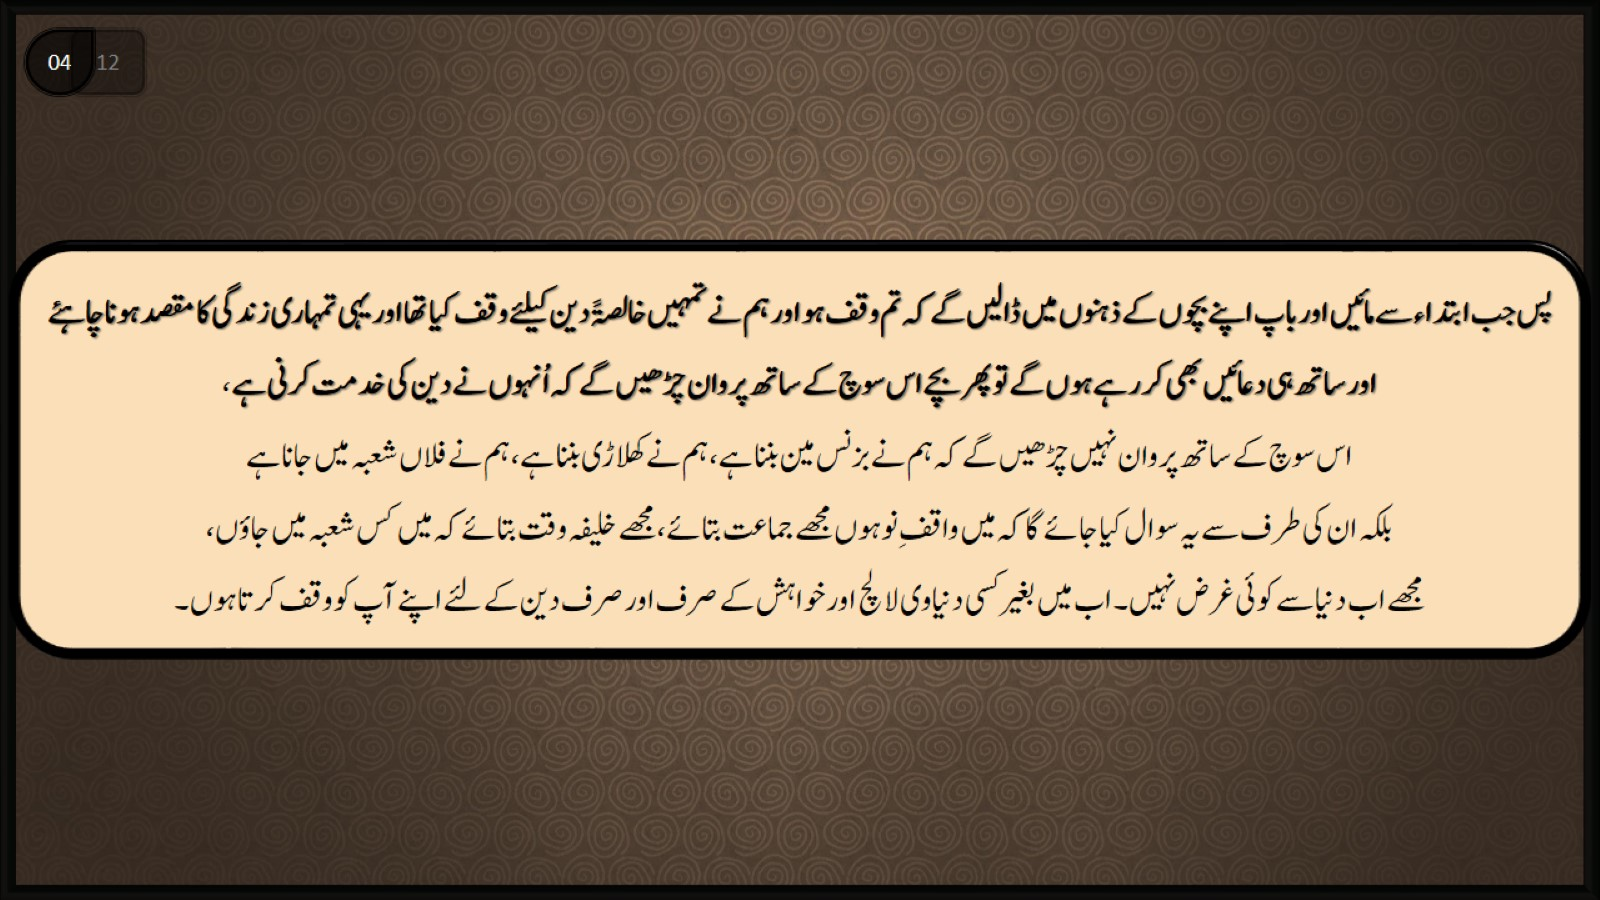 04 12
پس جب ابتداء سے مائیں اور باپ اپنے بچوں کے ذہنوں میں ڈالیں گے کہ تم وقف ہو اور ہم نے تمہیں خالصۃً دین کیلئے وقف کیا تھا اور یہی تمہاری زندگی کا مقصد ہونا چاہئے
اور ساتھ ہی دعائیں بھی کر رہے ہوں گے تو پھر بچے اس سوچ کے ساتھ پروان چڑھیں گے کہ اُنہوں نے دین کی خدمت کرنی ہے،
اس سوچ کے ساتھ پروان نہیں چڑھیں گے کہ ہم نے بزنس مین بننا ہے، ہم نے کھلاڑی بننا ہے، ہم نے فلاں شعبہ میں جانا ہے
بلکہ ان کی طرف سے یہ سوال کیا جائے گا کہ میں واقفِ نو ہوں مجھے جماعت بتائے، مجھے خلیفہ وقت بتائے کہ میں کس شعبہ میں جاؤں،
مجھے اب دنیا سے کوئی غرض نہیں۔ اب میں بغیر کسی دنیاوی لالچ اور خواہش کے صرف اور صرف دین کے لئے اپنے آپ کو وقف کرتا ہوں۔